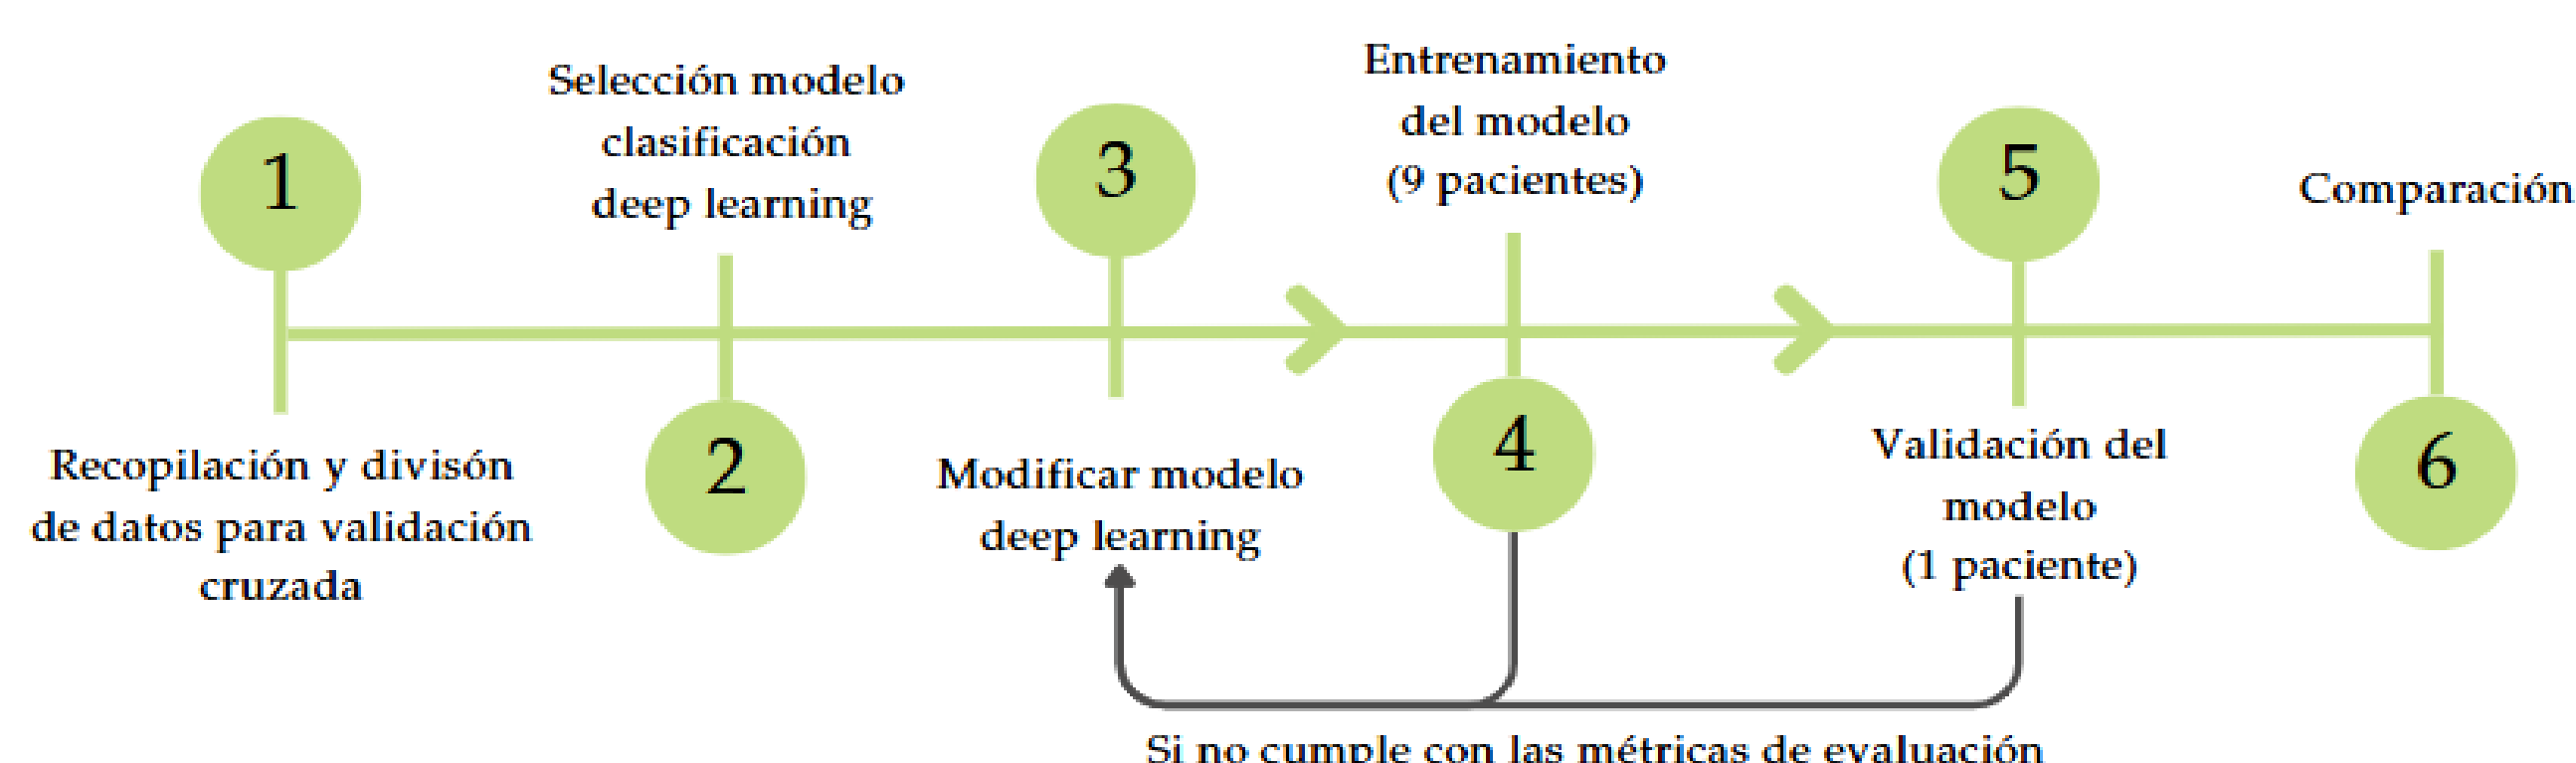 1
Recopilación y divisón
de datos para validación
cruzada
Selección modelo
clasificación
deep learning
2
3
Modificar modelo
deep learning
Entrenamiento
del modelo
(9 pacientes)
4
5
Validación del
modelo
(1 paciente)
Comparación
6
Si no cumple con las métricas de evaluación